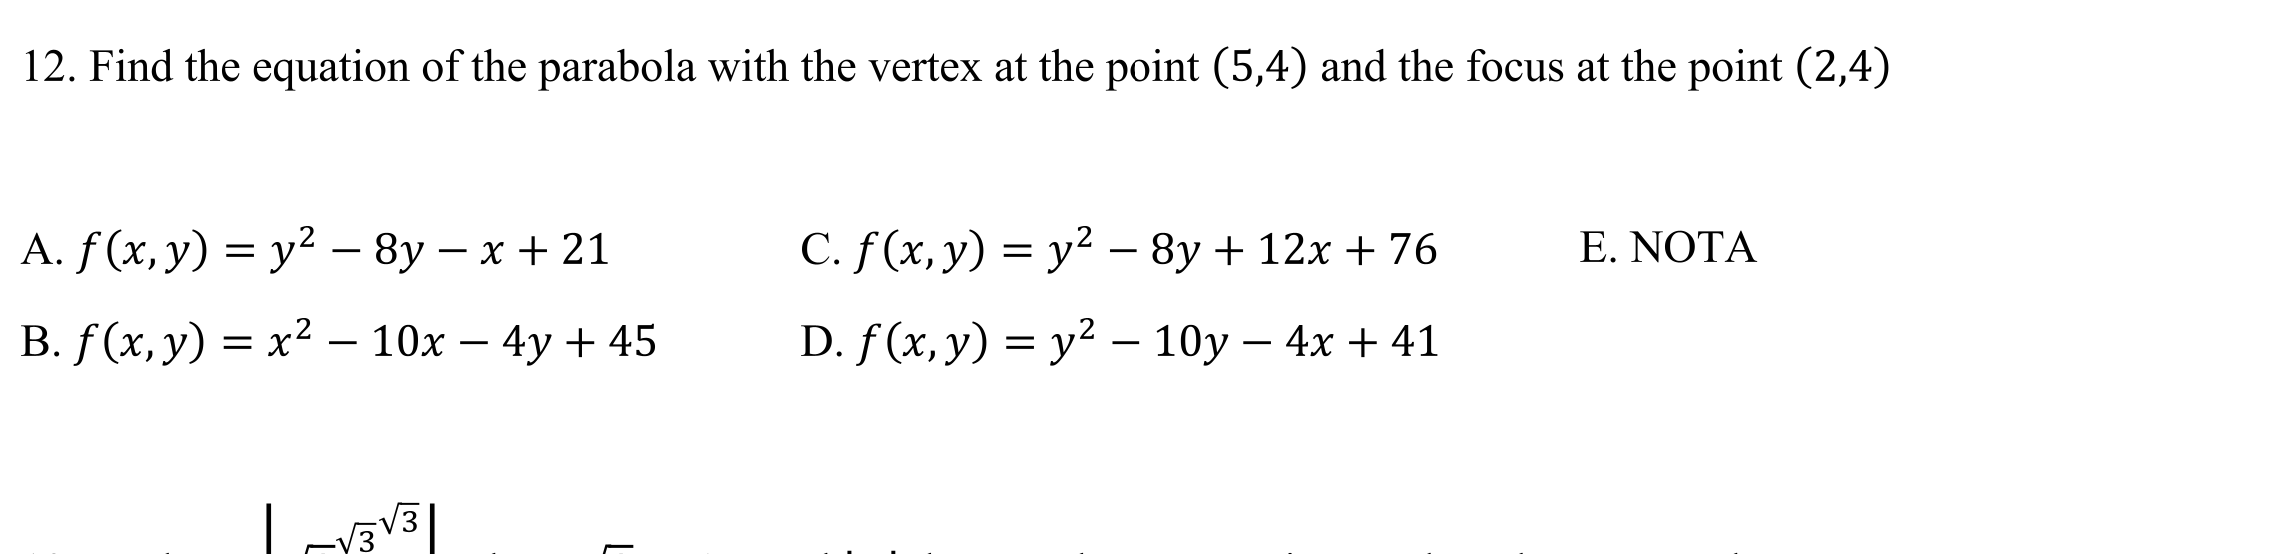 12. Find the equation of the parabola with the vertex at the point (5,4) and the focus at the point (2,4)
A. f(x, y) = y² − 8y − x + 21 C. f(x, y) = y² − 8y + 12x + 76 E. NOTA
B. f(x, y) = x² − 10x − 4y + 45 D. f(x, y) = y² − 10y − 4x + 41